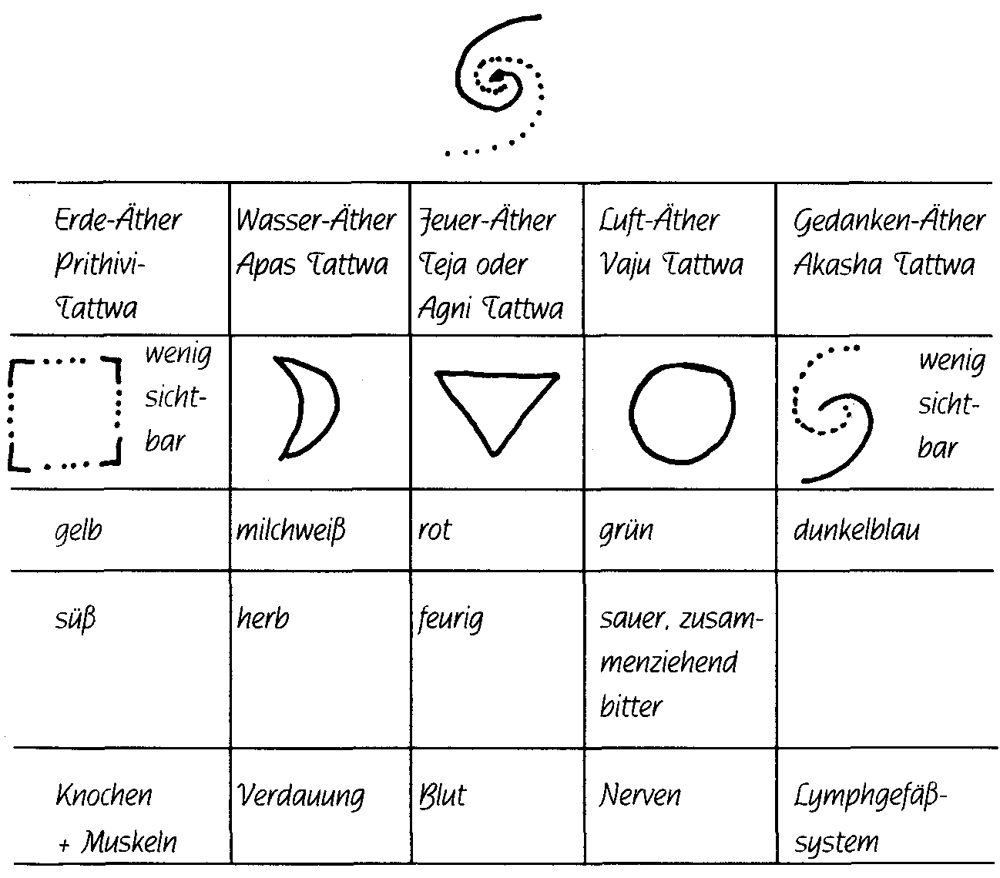 Erde-Äther
Prithivi-
Tattwa
Wasser-Äther
Apas Tattwa
Feuer-Äther
Teja oder
Agni Tattwa
Luft-Äther
Vaju Tattwa
Gedanken-Äther
Akasha Tattwa
wenig
sicht-
bar
wenig
sicht-
bar
gelb
milchweiß
rot
grün
dunkelblau
süß
herb
feurig
sauer, zusam-
menziehend
bitter
Knochen
+ Muskeln
Verdauung
Blut
Nerven
Lymphgefäß-
system